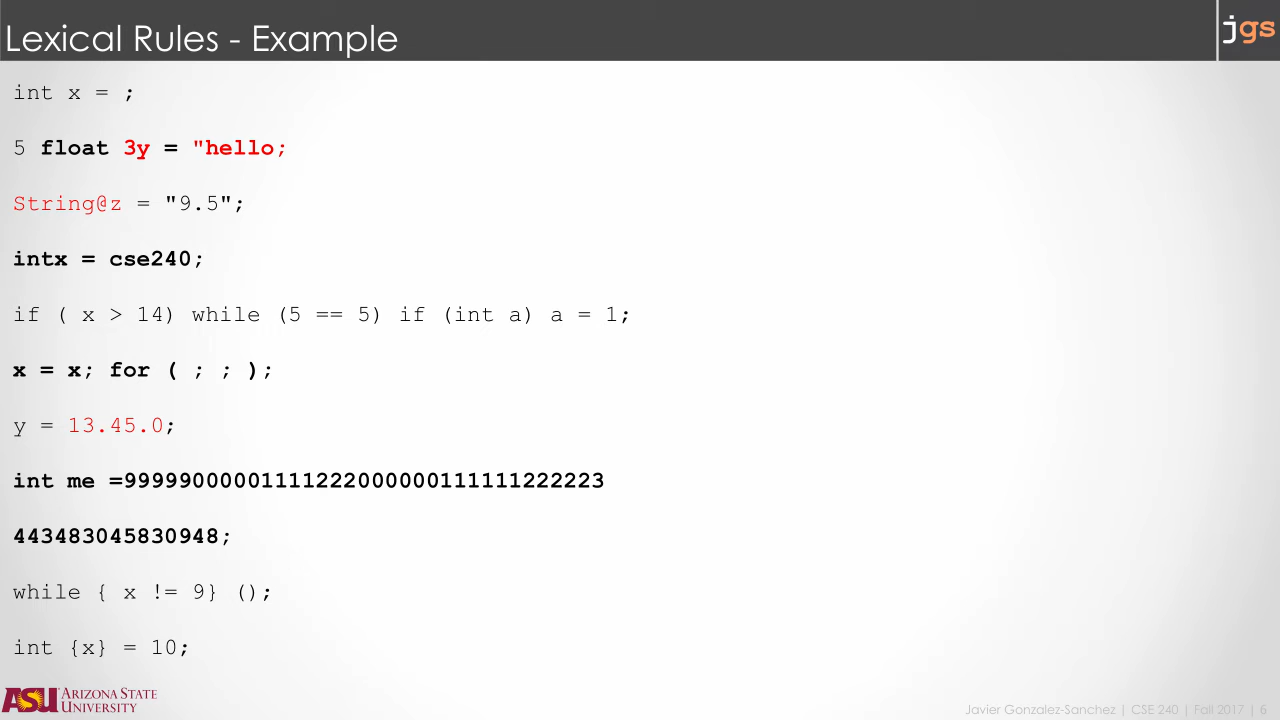 Lexical Rules - Example
jgs
int x = ;
5 float 3y = "hello;
String@z = "9.5";
intx = cse240;
if ( x > 14) while (5 == 5) if (int a) a = 1;
x = x; for ( ; ; );
y = 13.45.0;
int me =99999000001111222000000111111222223
443483045830948;
while { x != 9} ();
int {x} = 10;
ASU ARIZONA STATE
UNIVERSITY
Javier Gonzalez-Sanchez | CSE 240 | Fall 2017 | 6